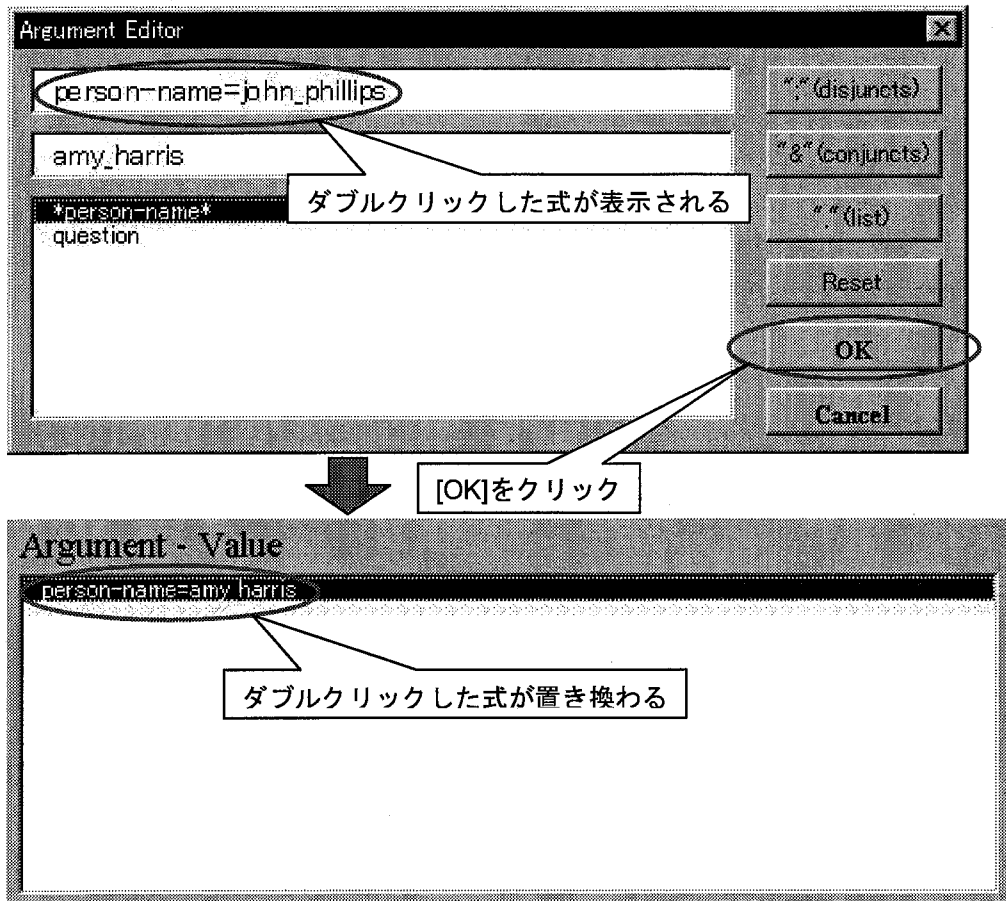 Argument Editor
person-name=john_phillips
";"(disjuncts)
amy_harris
"&"(conjuncts)
ダブルクリックした式が表示される
*person-name*
"."(list)
question
Reset
OK
Cancel
[OK]をクリック
Argument - Value
person-name=amy_harris
ダブルクリックした式が置き換わる